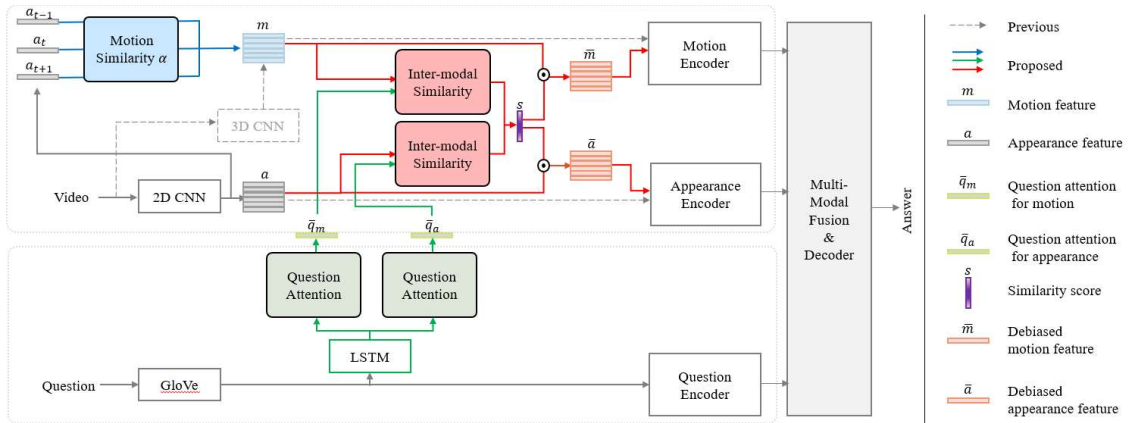 a_{t−1}
a_t
a_{t+1}
Motion
Similarity α
m
3D CNN
Video
2D CNN
a
Inter-modal
Similarity
Inter-modal
Similarity
s
m̄
ā
Motion
Encoder
Appearance
Encoder
q̄_m
q̄_a
Question
Attention
Question
Attention
LSTM
Question
GloVe
Question
Encoder
Multi-
Modal
Fusion
&
Decoder
Answer
Previous
Proposed
m
Motion feature
a
Appearance feature
q̄_m
Question attention
for motion
q̄_a
Question attention
for appearance
s
Similarity score
m̄
Debiased
motion feature
ā
Debiased
appearance feature